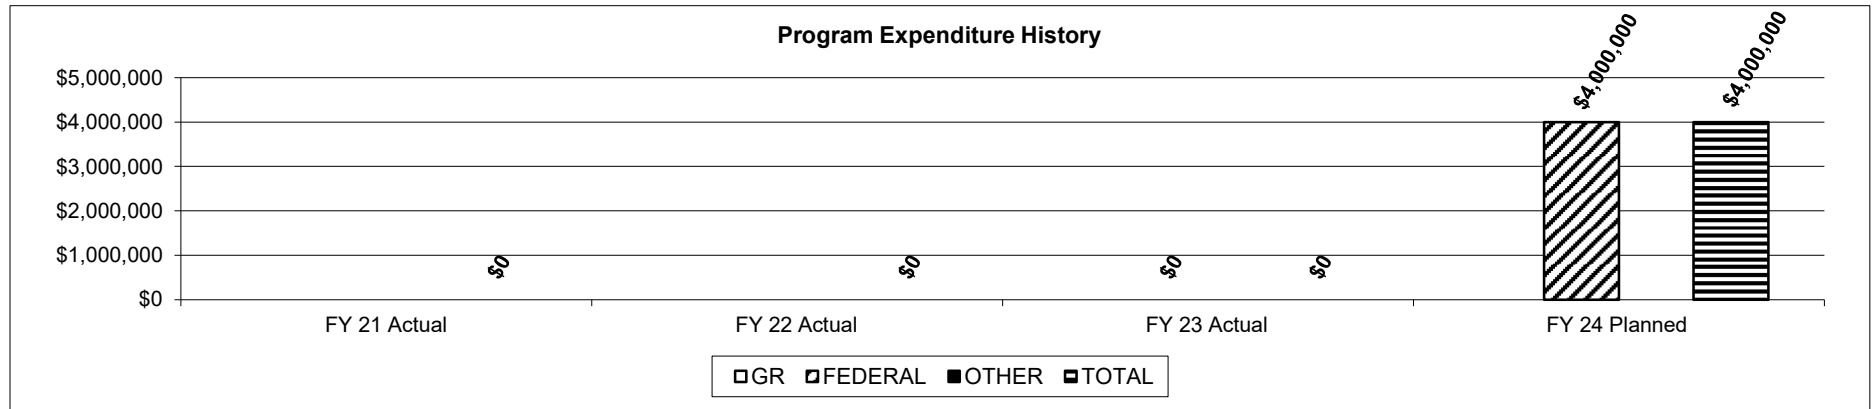 Program Expenditure History
$4,000,000 $4,000,000
$5,000,000
$4,000,000
$3,000,000
$2,000,000
$1,000,000
$0 $0 $0 $0
$0
FY 21 Actual FY 22 Actual FY 23 Actual FY 24 Planned
GR FEDERAL OTHER TOTAL